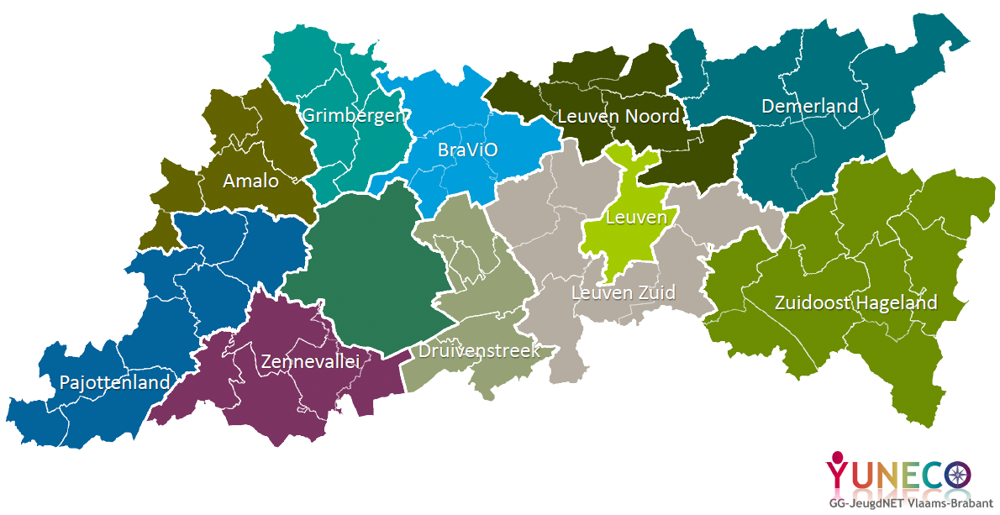 Demerland
Grimbergen
Leuven Noord
BraViO
Amalo
Leuven
Leuven Zuid
Zuidoost Hageland
Druivenstreek
Zennevallei
Pajottenland
YUNECO
GG-JeugdNET Vlaams-Brabant